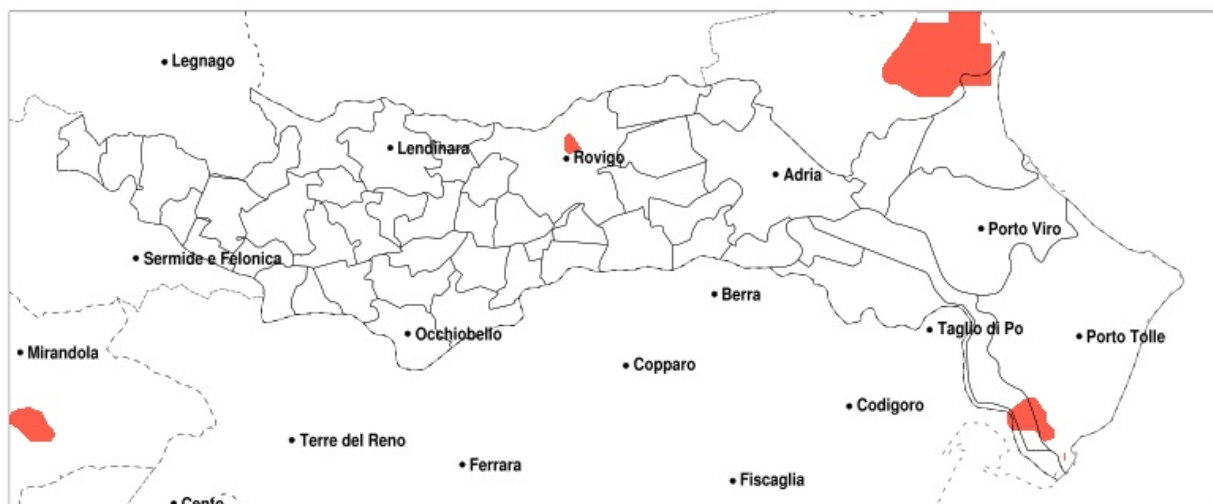 Legnago
Lendinara
Rovigo
Adria
Porto Viro
Sermide e Felonica
Berra
Taglio di Po
Porto Tolle
Occhiobello
Mirandola
Copparo
Codigoro
Terre del Reno
Ferrara
Fiscaglia
Cento